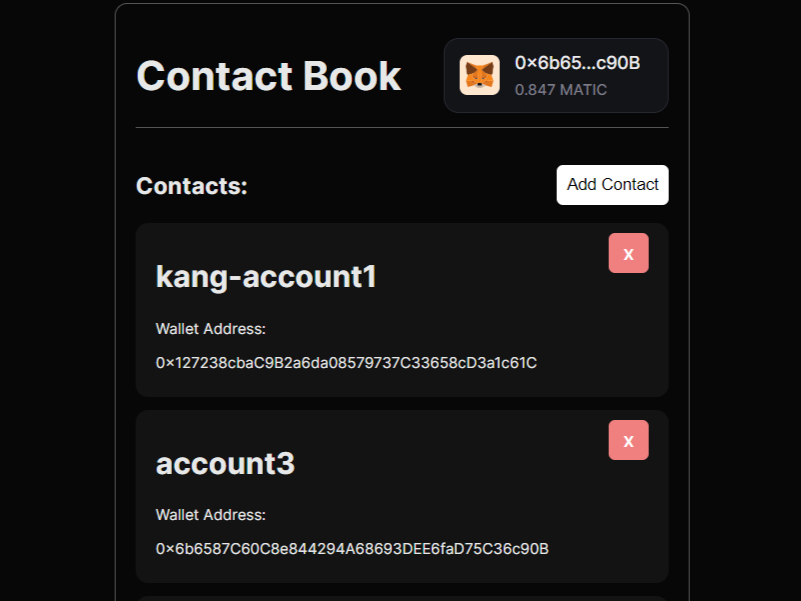 Contact Book
0x6b65...c90B
0.847 MATIC
Contacts:
Add Contact
kang-account1
x
Wallet Address:
0x127238cbaC9B2a6da08579737C33658cD3a1c61C
account3
x
Wallet Address:
0x6b6587C60C8e844294A68693DEE6faD75C36c90B